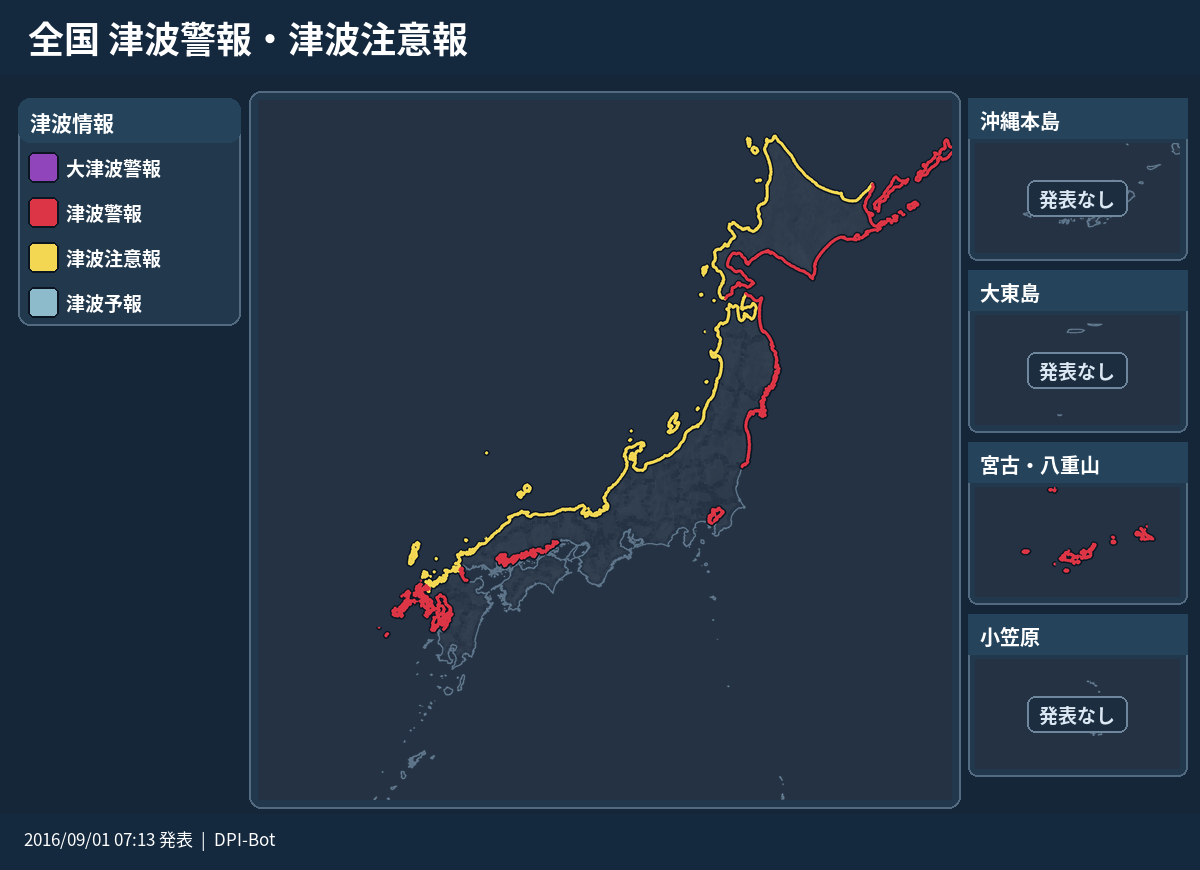 全国 津波警報・津波注意報
津波情報
大津波警報
津波警報
津波注意報
津波予報
沖縄本島
発表なし
大東島
発表なし
宮古・八重山
小笠原
発表なし
2016/09/01 07:13 発表 | DPI-Bot